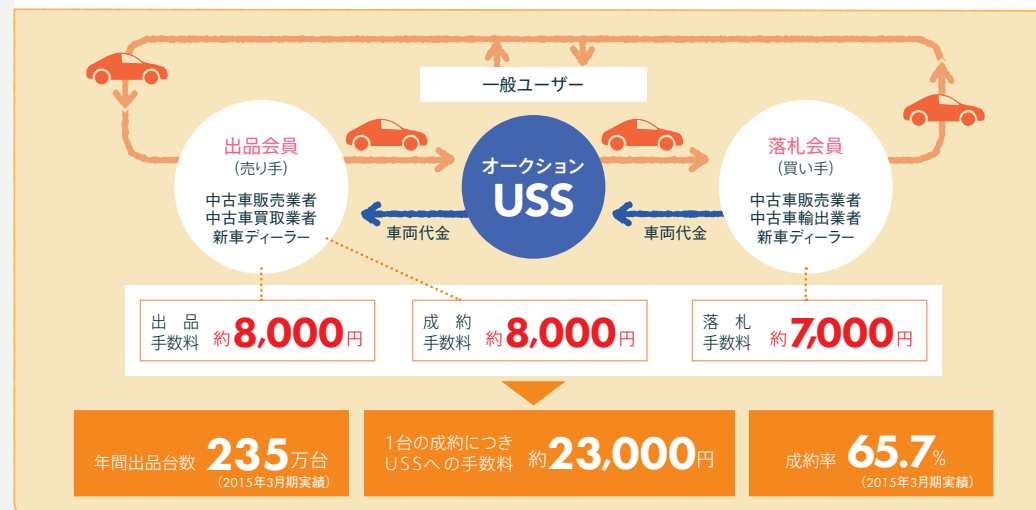 一般ユーザー
出品会員
(売り手)
中古車販売業者
中古車買取業者
新車ディーラー
オークション
USS
落札会員
(買い手)
中古車販売業者
中古車輸出業者
新車ディーラー
車両代金
車両代金
出品
手数料 約8,000円
成約
手数料 約8,000円
落札
手数料 約7,000円
年間出品台数 235万台
(2015年3月期実績)
1台の成約につき
USSへの手数料 約23,000円
成約率 65.7%
(2015年3月期実績)